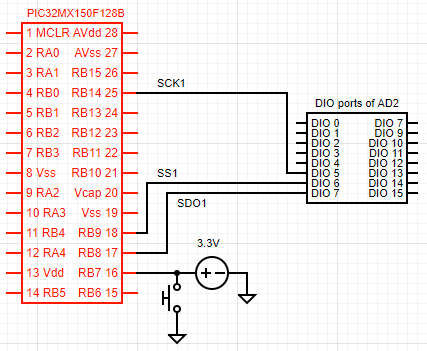 PIC32MX150F128B
1 MCLR AVdd 28
2 RA0 AVss 27
3 RA1 RB15 26
4 RB0 RB14 25
5 RB1 RB13 24
6 RB2 RB12 23
7 RB3 RB11 22
8 Vss RB10 21
9 RA2 Vcap 20
10 RA3 Vss 19
11 RB4 RB9 18
12 RA4 RB8 17
13 Vdd RB7 16
14 RB5 RB6 15
SCK1
SS1
SDO1
3.3V
DIO ports of AD2
DIO 0 DIO 7
DIO 1 DIO 9
DIO 2 DIO 10
DIO 3 DIO 11
DIO 4 DIO 12
DIO 5 DIO 13
DIO 6 DIO 14
DIO 7 DIO 15